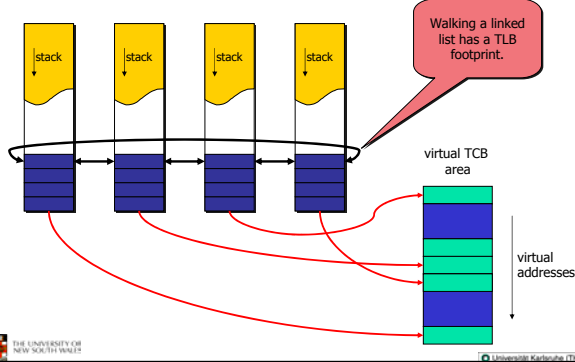 Walking a linked
list has a TLB
footprint.
stack
stack
stack
stack
virtual TCB
area
virtual
addresses
THE UNIVERSITY OF
NEW SOUTH WALES
Universität Karlsruhe (T